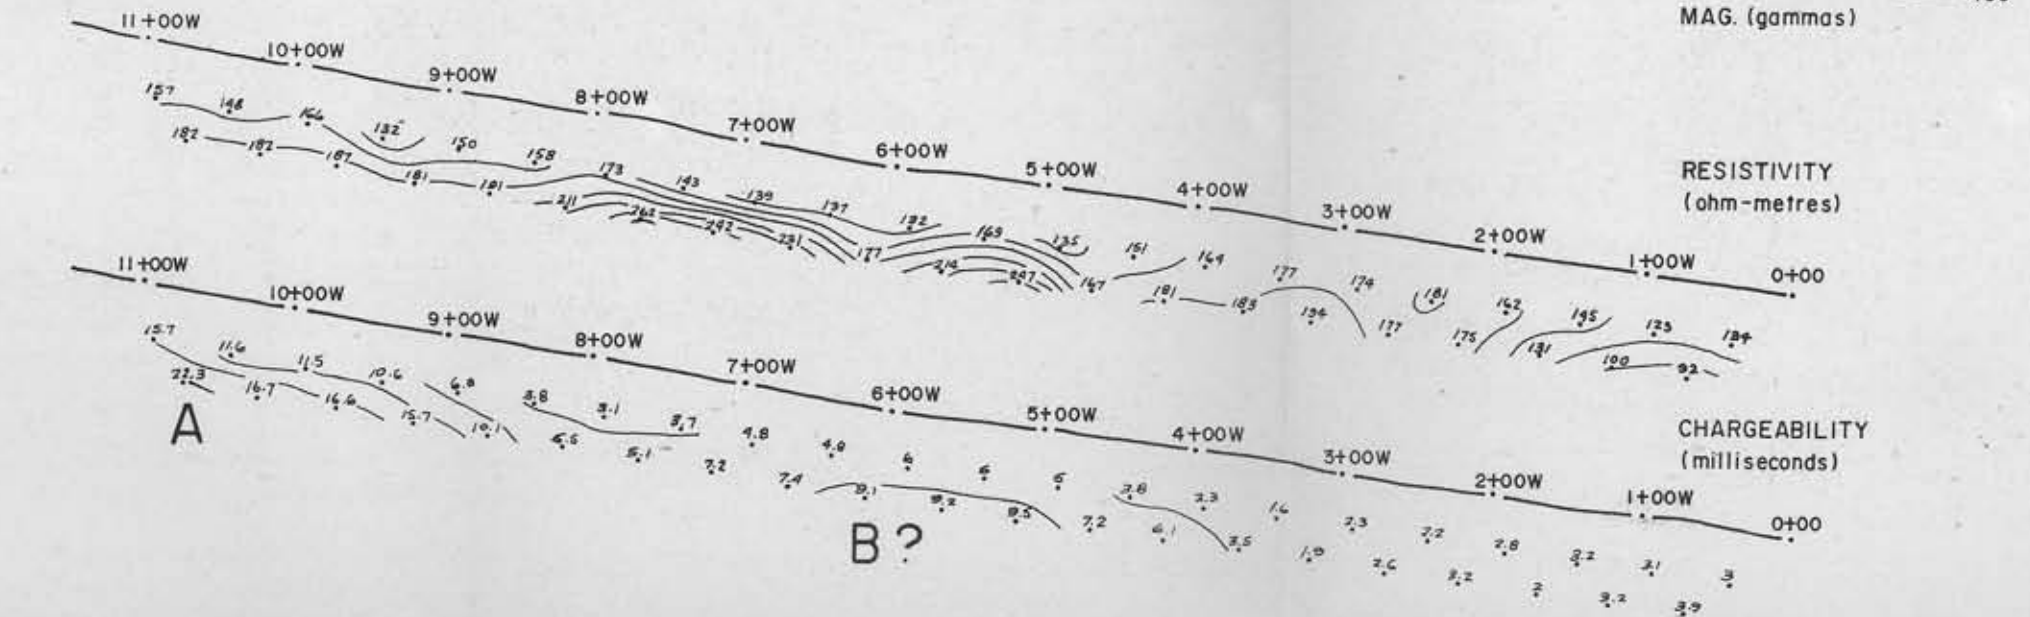 MAG. (gammas)
11+00W 10+00W 9+00W 8+00W 7+00W 6+00W 5+00W 4+00W 3+00W 2+00W 1+00W 0+00
RESISTIVITY
(ohm-metres)
157 148 166 132 150 158 173 143 139 137 132 169 135 151 164 177 174 181 162 145 123 134
182 182 187 181 191 211 262 242 231 177 214 247 167 181 183 194 177 175 131 100 92
11+00W 10+00W 9+00W 8+00W 7+00W 6+00W 5+00W 4+00W 3+00W 2+00W 1+00W 0+00
CHARGEABILITY
(milliseconds)
15.7 11.6 11.5 10.6 6.8 3.8 3.1 3.7 4.8 4.8 6 6 6 2.8 2.3 1.6 2.3 2.2 2.8 3.2 3.1 3
22.3 16.7 16.6 15.7 10.1 6.5 5.1 7.2 7.4 9.1 9.2 9.5 7.2 6.1 3.5 1.9 2.6 3.2 2 3.2 3.9
A
B?